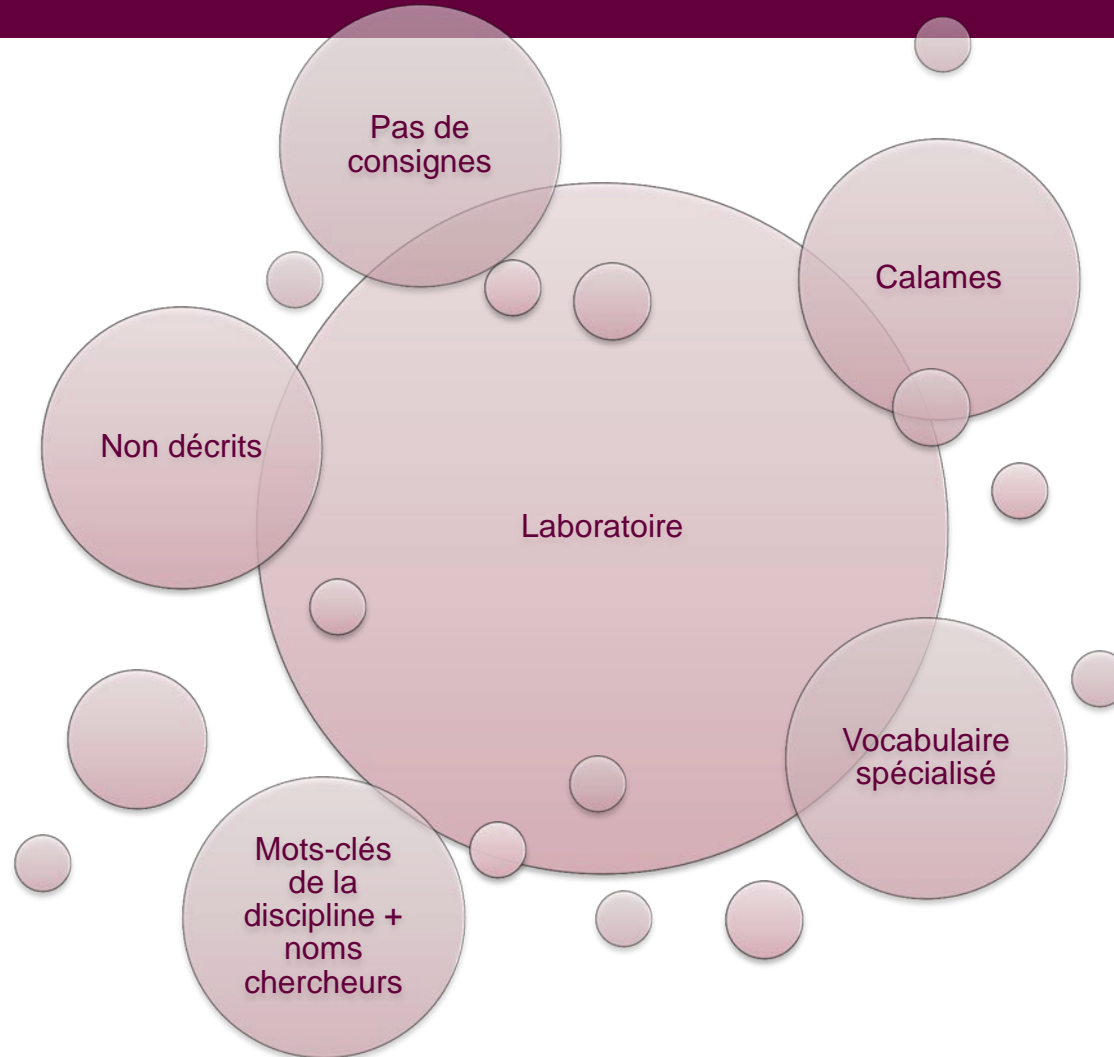 Pas de
consignes
Calames
Non décrits
Laboratoire
Vocabulaire
spécialisé
Mots-clés
de la
discipline +
noms
chercheurs